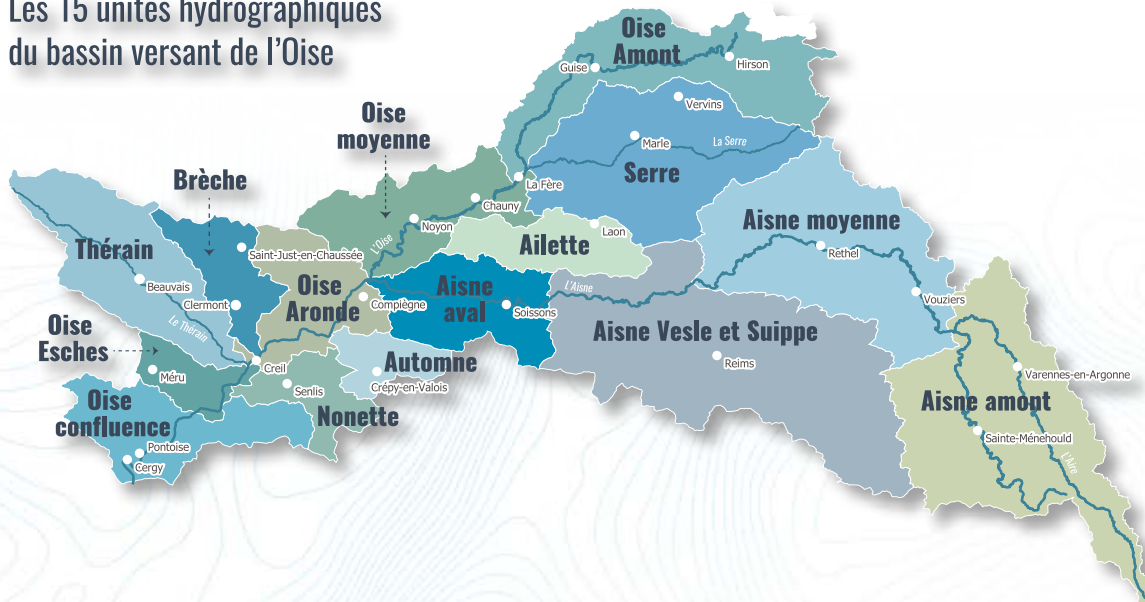 Les 15 unités hydrographiques
du bassin versant de l'Oise
Oise
Amont
Guise
Hirson
Vervins
Oise
moyenne
Marle
La Serre
Serre
Brèche
La Fère
Chauny
Noyon
Aisne moyenne
Thérain
Saint-Just-en-Chaussée
L'Oise
Ailette
Laon
Rethel
Beauvais
Oise
Aronde
Compiègne
Aisne
aval
Soissons
L'Aisne
Vouziers
Clermont
Le Thérain
Oise
Esches
Aisne Vesle et Suippe
Reims
Creil
Automne
Crépy-en-Valois
Méru
Senlis
Varennes-en-Argonne
Oise
confluence
Nonette
Aisne amont
Pontoise
Cergy
Sainte-Ménehould
L'Aire